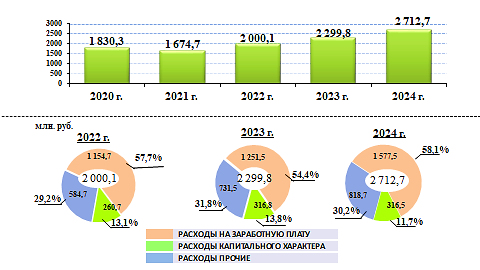 3000
2500
2000
1500
1000
500
0
1 830,3
1 674,7
2 000,1
2 299,8
2 712,7
2020 г.
2021 г.
2022 г.
2023 г.
2024 г.
млн. руб.
2022 г.
2023 г.
2024 г.
1 154,7
57,7%
2 000,1
584,7
29,2%
260,7
13,1%
1 251,5
54,4%
2 299,8
731,5
31,8%
316,8
13,8%
1 577,5
58,1%
2 712,7
818,7
30,2%
316,5
11,7%
РАСХОДЫ НА ЗАРАБОТНУЮ ПЛАТУ
РАСХОДЫ КАПИТАЛЬНОГО ХАРАКТЕРА
РАСХОДЫ ПРОЧИЕ